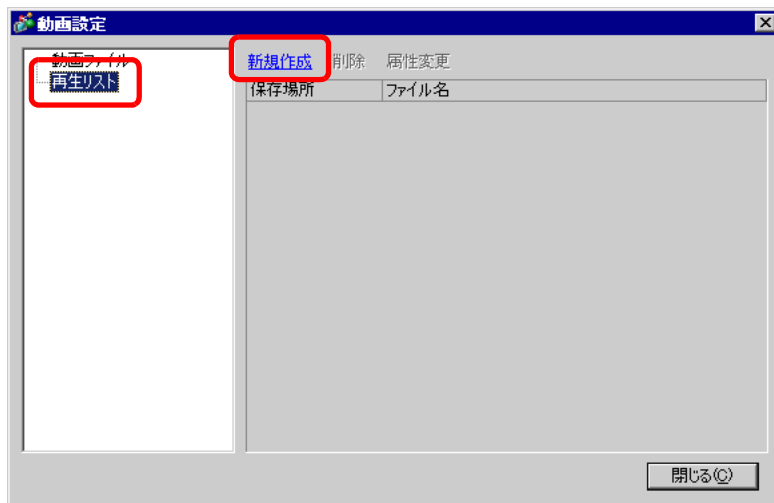 動画設定
動画ファイル
再生リスト
新規作成 削除 属性変更
保存場所 ファイル名
閉じる(C)